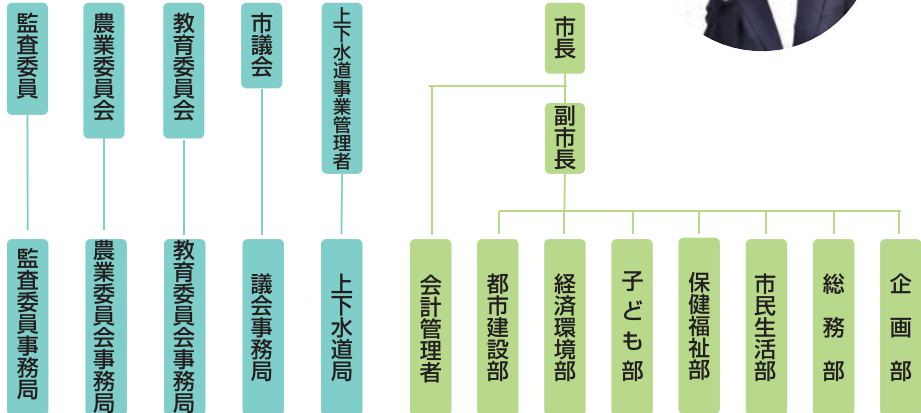 市長
副市長
企画部
総務部
市民生活部
保健福祉部
子ども部
経済環境部
都市建設部
会計管理者
上下水道事業管理者
上下水道局
市議会
議会事務局
教育委員会
教育委員会事務局
農業委員会
農業委員会事務局
監査委員
監査委員事務局